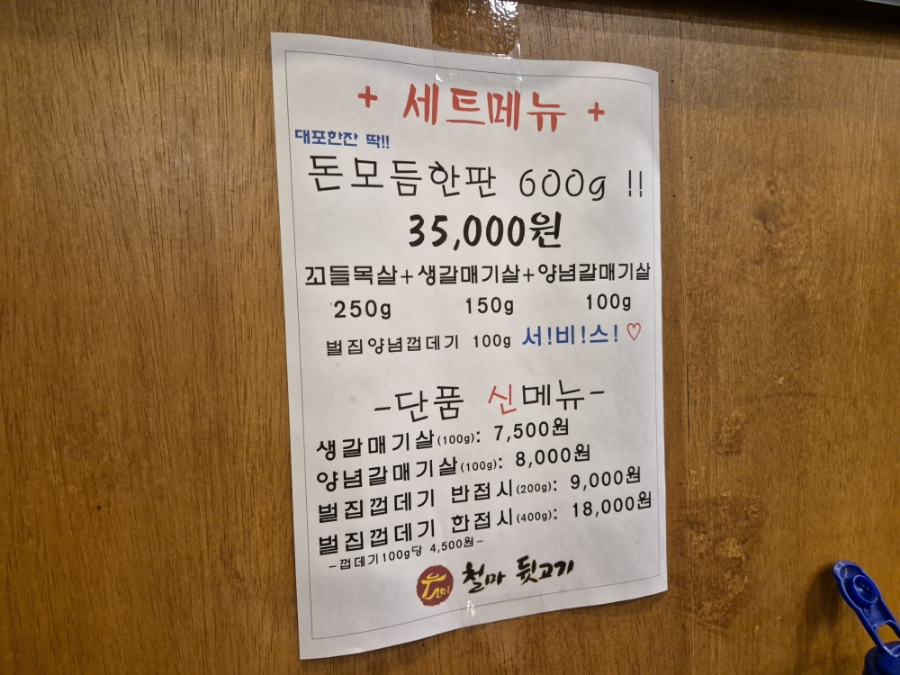 + 세트메뉴 +
대포한잔 딱!!
돈모듬한판 600g !!
35,000원
꼬들목살+생갈매기살+양념갈매기살
250g 150g 100g
벌집양념껍데기 100g 서!비!스!♡
-단품 신메뉴-
생갈매기살(100g): 7,500원
양념갈매기살(100g): 8,000원
벌집껍데기 반접시(200g): 9,000원
벌집껍데기 한접시(400g): 18,000원
-껍데기100g당 4,500원-
철마 뒷고기